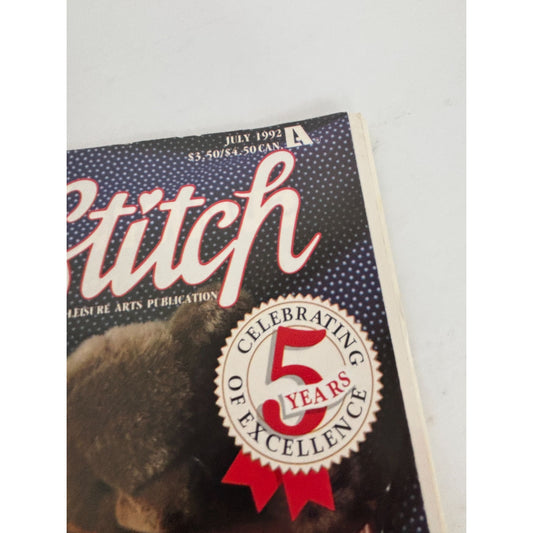 JULY 1992
$3.50/$4.50 CAN.
Stitch
LEISURE ARTS PUBLICATION
CELEBRATING
5
YEARS
OF EXCELLENCE